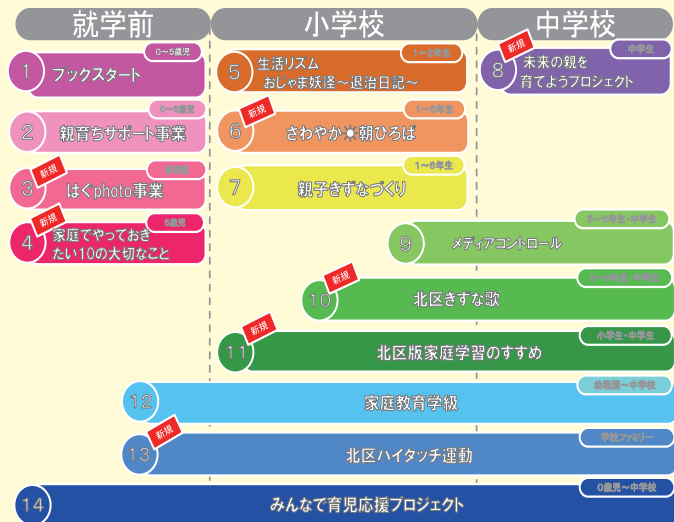 就学前
小学校
中学校
0～5歳児
1
ブックスタート
0～5歳児
2
親育ちサポート事業
新規
3
はぐphoto事業
新規
5歳児
4
家庭でやっておき
たい10の大切なこと
1～2年生
5
生活リズム
おじゃま妖怪～退治日記～
新規
1～6年生
6
さわやか☀朝ひろば
1～6年生
7
親子きずなづくり
新規
中学生
8
未来の親を
育てようプロジェクト
5～6年生・中学生
9
メディアコントロール
新規
10
北区きずな歌
新規
小学生・中学生
11
北区版家庭学習のすすめ
幼稚園～中学校
12
家庭教育学級
新規
学校ファミリー
13
北区ハイタッチ運動
0歳児～中学校
14
みんなで育児応援プロジェクト